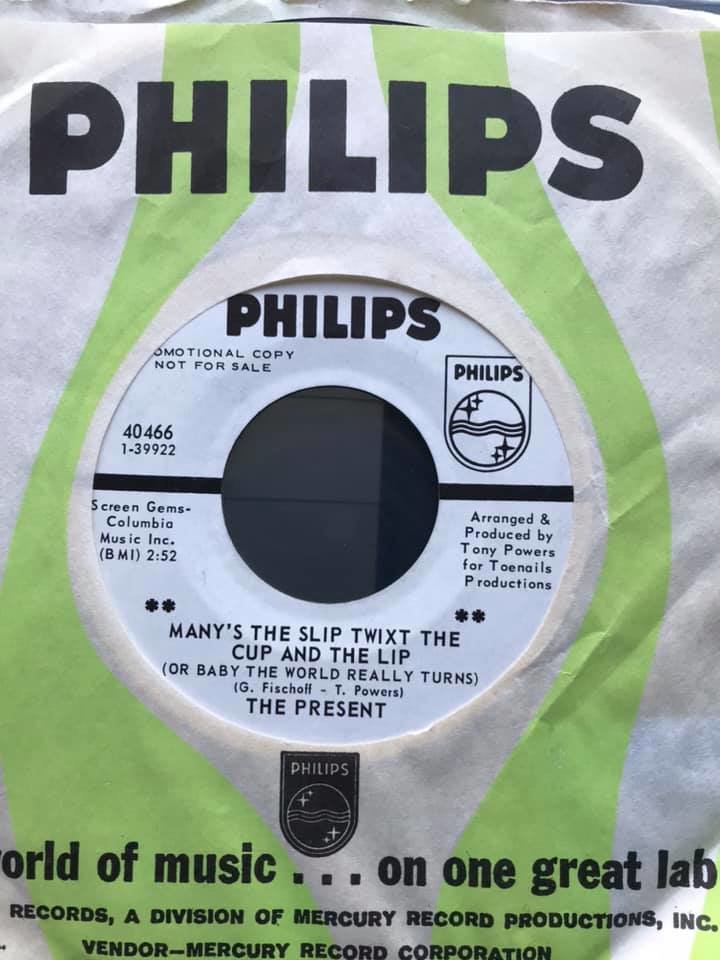 PHILIPS
PHILIPS
OMOTIONAL COPY
NOT FOR SALE
PHILIPS
40466
1-39922
Screen Gems-
Columbia
Music Inc.
(BMI) 2:52
Arranged &
Produced by
Tony Powers
for Toenails
Productions
** **
MANY'S THE SLIP TWIXT THE
CUP AND THE LIP
(OR BABY THE WORLD REALLY TURNS)
(G. Fischoff - T. Powers)
THE PRESENT
PHILIPS
orld of music . . . on one great lab
RECORDS, A DIVISION OF MERCURY RECORD PRODUCTIONS, INC.
VENDOR—MERCURY RECORD CORPORATION